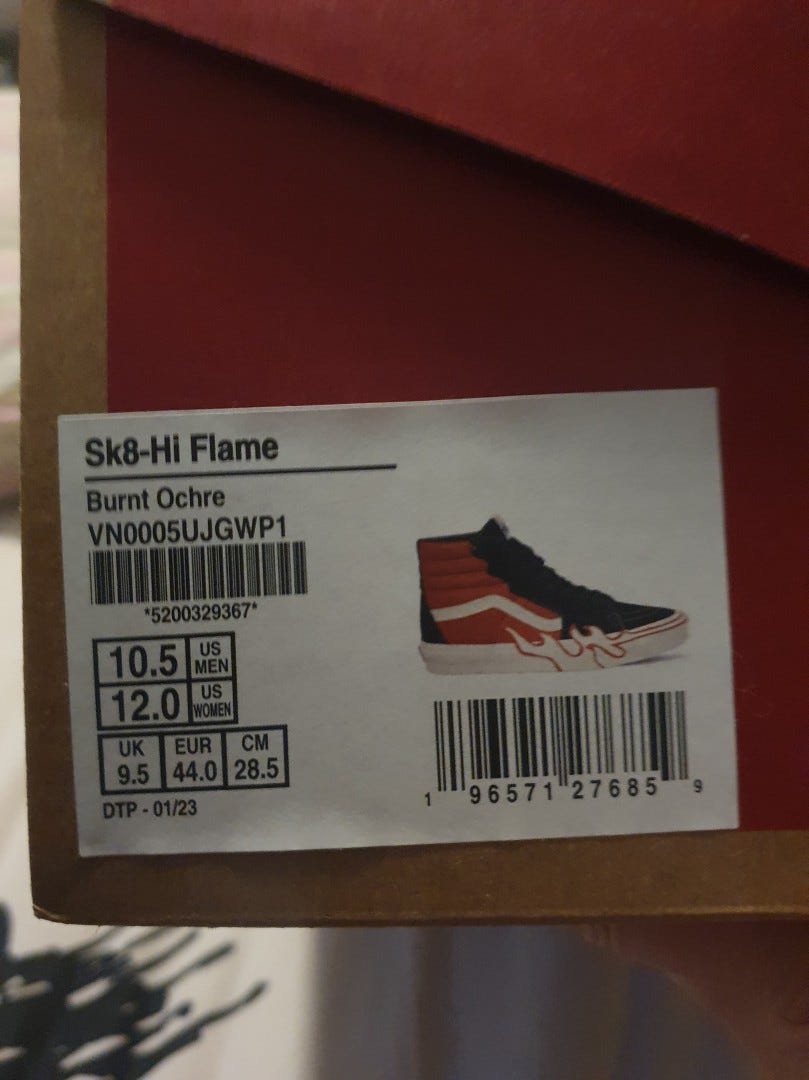 Sk8-Hi Flame
Burnt Ochre
VN0005UJGWP1
*5200329367*
10.5 US MEN
12.0 US WOMEN
UK EUR CM
9.5 44.0 28.5
DTP - 01/23
1 96571 27685 9